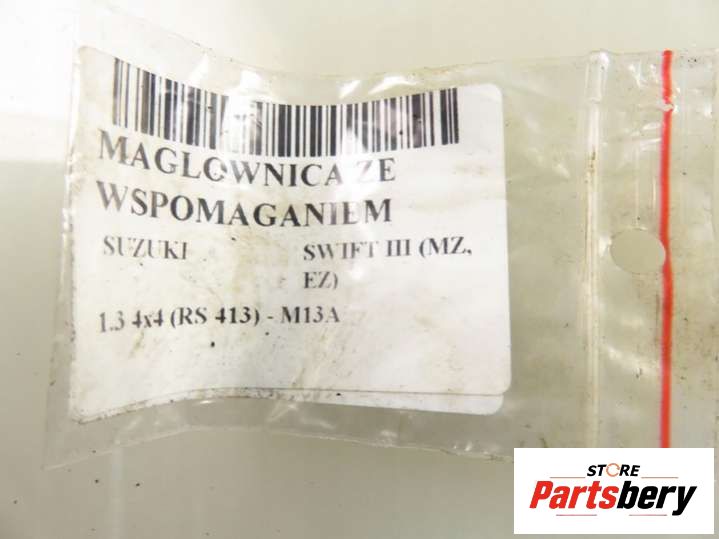 MAGLOWNICA ZE
WSPOMAGANIEM
SUZUKI SWIFT III (MZ,
EZ)
1.3 4x4 (RS 413) - M13A
STORE
Partsbery